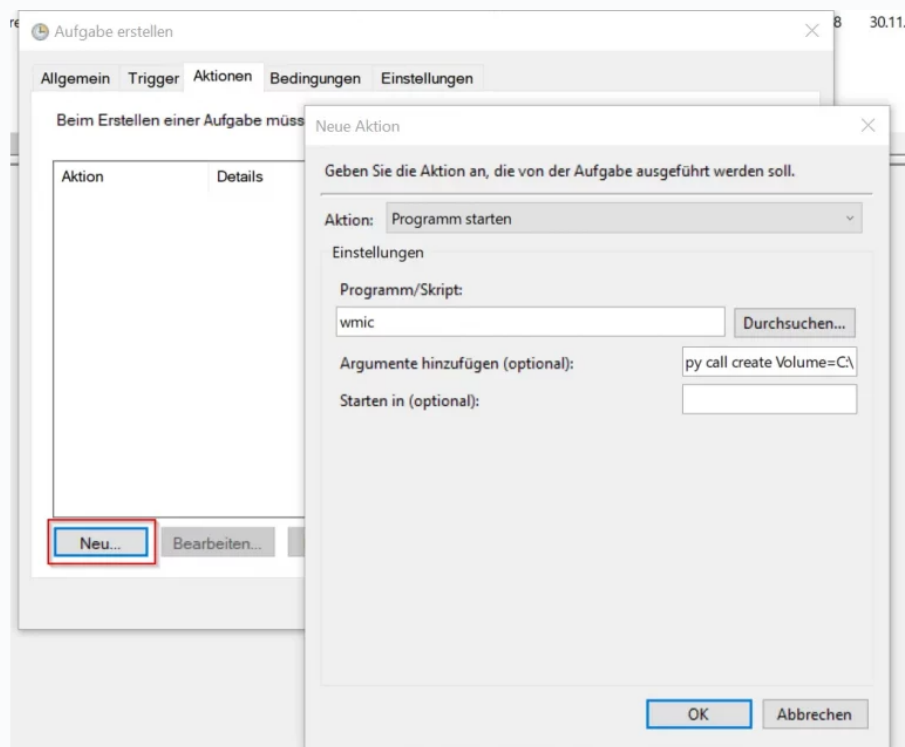 Aufgabe erstellen
30.11.
Allgemein Trigger Aktionen Bedingungen Einstellungen
Beim Erstellen einer Aufgabe müss
Aktion Details
Neu... Bearbeiten...
Neue Aktion
Geben Sie die Aktion an, die von der Aufgabe ausgeführt werden soll.
Aktion: Programm starten
Einstellungen
Programm/Skript:
wmic Durchsuchen...
Argumente hinzufügen (optional): py call create Volume=C:\
Starten in (optional):
OK Abbrechen